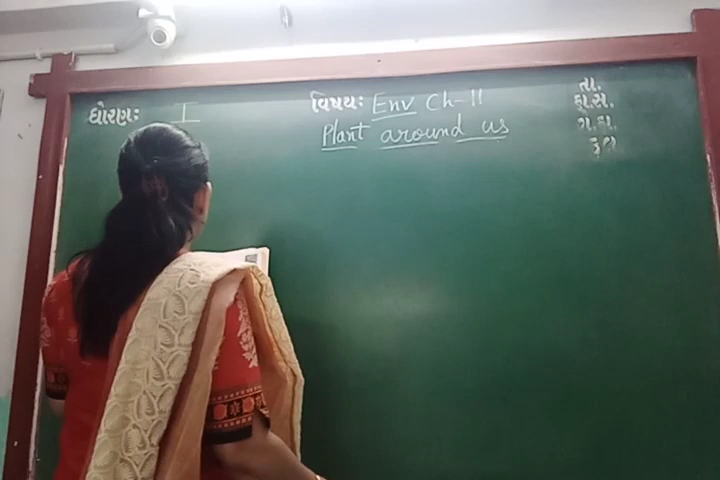 ધોરણ: I
વિષય: Env Ch-11
Plant around us
તા.
ક્રા.સં.
ગે.હા.
કુલ